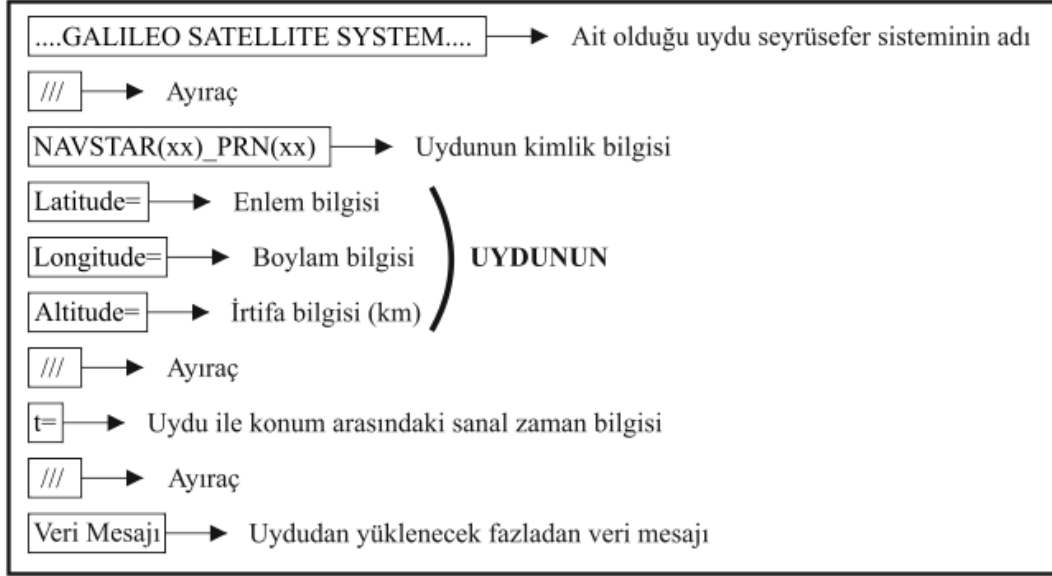 ....GALILEO SATELLITE SYSTEM.... Ait olduğu uydu seyrüsefer sisteminin adı
/// Ayıraç
NAVSTAR(xx)_PRN(xx) Uydunun kimlik bilgisi
Latitude= Enlem bilgisi
Longitude= Boylam bilgisi UYDUNUN
Altitude= İrtifa bilgisi (km)
/// Ayıraç
t= Uydu ile konum arasındaki sanal zaman bilgisi
/// Ayıraç
Veri Mesajı Uydudan yüklenecek fazladan veri mesajı